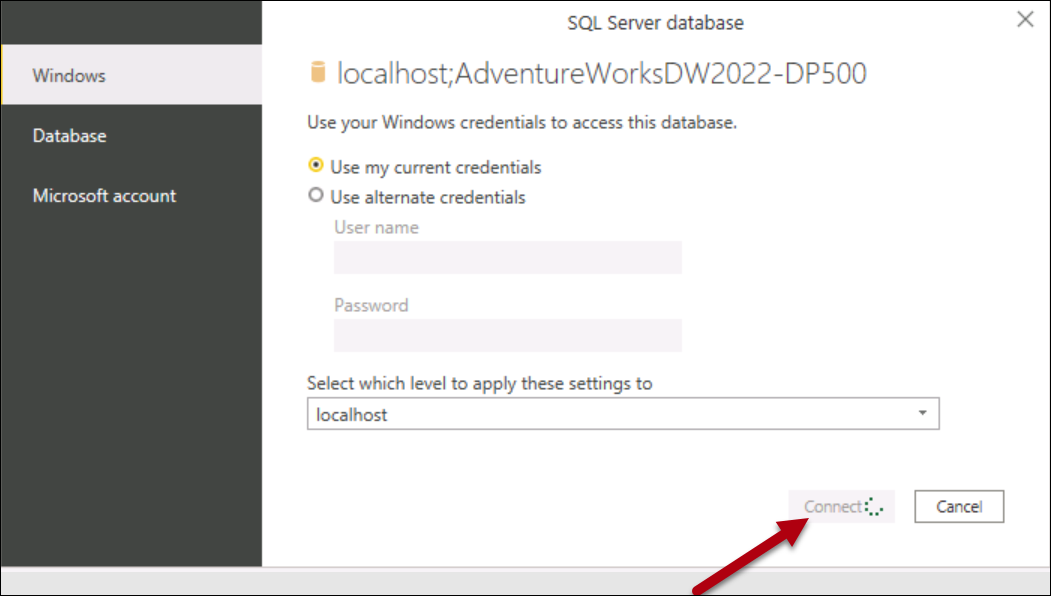 SQL Server database
Windows
Database
Microsoft account
localhost;AdventureWorksDW2022-DP500
Use your Windows credentials to access this database.
Use my current credentials
Use alternate credentials
User name
Password
Select which level to apply these settings to
localhost
Connect
Cancel